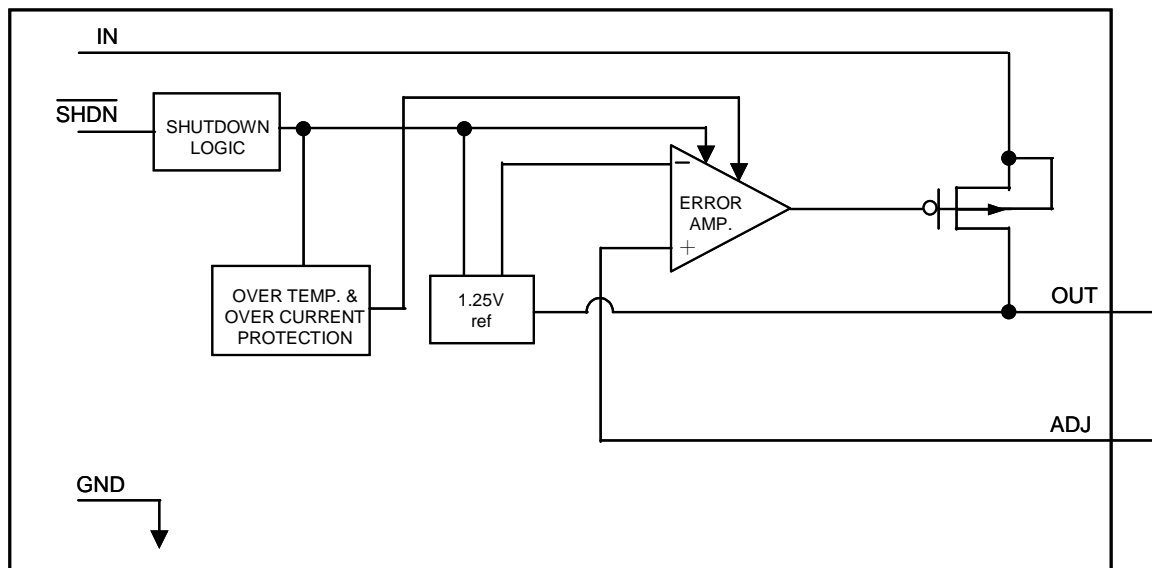 IN
SHDN
SHUTDOWN
LOGIC
−
ERROR
AMP.
+
OVER TEMP. &
OVER CURRENT
PROTECTION
1.25V
ref
OUT
ADJ
GND